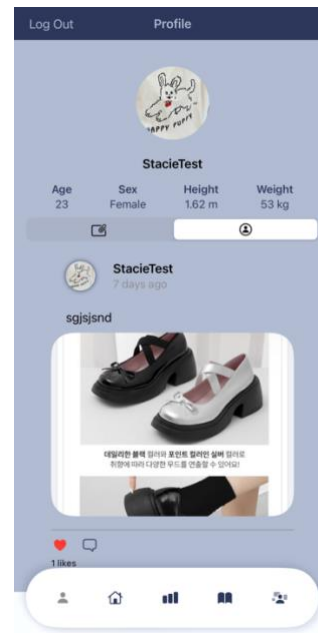 Log Out Profile
HAPPY PUPPY
StacieTest
Age Sex Height Weight
23 Female 1.62 m 53 kg
StacieTest
7 days ago
sgjsjsnd
데일리한 블랙 컬러와 포인트 컬러인 실버 컬러로
취향에 따라 다양한 무드를 연출할 수 있어요!
1 likes